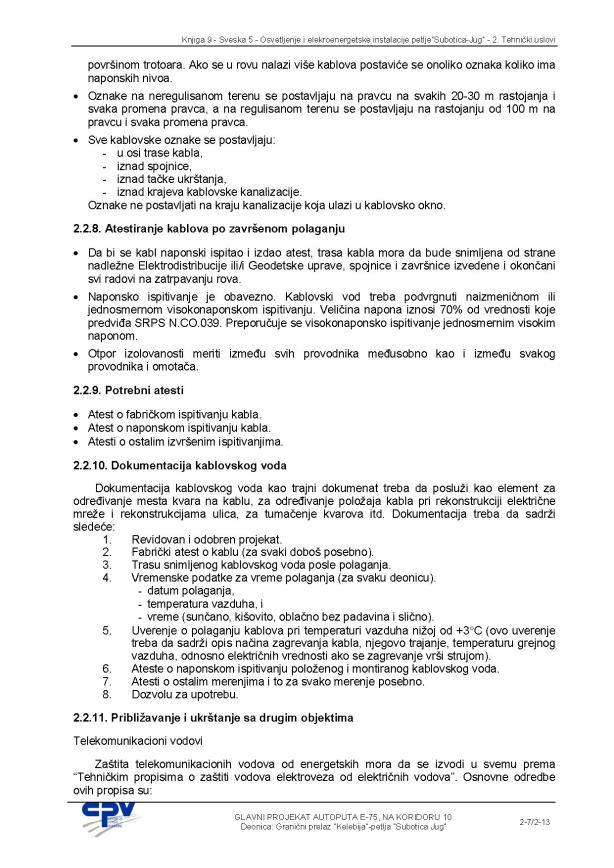 Knjiga 9 - Sveska 5 - Osvetljenje i elekroenergetske instalacije petlje"Subotica-Jug" - 2. Tehnički uslovi
površinom trotoara. Ako se u rovu nalazi više kablova postaviće se onoliko oznaka koliko ima
naponskih nivoa.
• Oznake na neregulisanom terenu se postavljaju na pravcu na svakih 20-30 m rastojanja i
svaka promena pravca, a na regulisanom terenu se postavljaju na rastojanju od 100 m na
pravcu i svaka promena pravca.
• Sve kablovske oznake se postavljaju:
- u osi trase kabla,
- iznad spojnice,
- iznad tačke ukrštanja,
- iznad krajeva kablovske kanalizacije.
Oznake ne postavljati na kraju kanalizacije koja ulazi u kablovsko okno.
2.2.8. Atestiranje kablova po završenom polaganju
• Da bi se kabl naponski ispitao i izdao atest, trasa kabla mora da bude snimljena od strane
nadležne Elektrodistribucije ili/i Geodetske uprave, spojnice i završnice izvedene i okončani
svi radovi na zatrpavanju rova.
• Naponsko ispitivanje je obavezno. Kablovski vod treba podvrgnuti naizmeničnom ili
jednosmernom visokonaponskom ispitivanju. Veličina napona iznosi 70% od vrednosti koje
predviđa SRPS N.CO.039. Preporučuje se visokonaponsko ispitivanje jednosmernim visokim
naponom.
• Otpor izolovanosti meriti između svih provodnika međusobno kao i između svakog
provodnika i omotača.
2.2.9. Potrebni atesti
• Atest o fabričkom ispitivanju kabla.
• Atest o naponskom ispitivanju kabla.
• Atesti o ostalim izvršenim ispitivanjima.
2.2.10. Dokumentacija kablovskog voda
Dokumentacija kablovskog voda kao trajni dokumenat treba da posluži kao element za
određivanje mesta kvara na kablu, za određivanje položaja kabla pri rekonstrukciji električne
mreže i rekonstrukcijama ulica, za tumačenje kvarova itd. Dokumentacija treba da sadrži
sledeće:
1. Revidovan i odobren projekat.
2. Fabrički atest o kablu (za svaki doboš posebno).
3. Trasu snimljenog kablovskog voda posle polaganja.
4. Vremenske podatke za vreme polaganja (za svaku deonicu).
- datum polaganja,
- temperatura vazduha, i
- vreme (sunčano, kišovito, oblačno bez padavina i slično).
5. Uverenje o polaganju kablova pri temperaturi vazduha nižoj od +3°C (ovo uverenje
treba da sadrži opis načina zagrevanja kabla, njegovo trajanje, temperaturu grejnog
vazduha, odnosno električnih vrednosti ako se zagrevanje vrši strujom).
6. Ateste o naponskom ispitivanju položenog i montiranog kablovskog voda.
7. Atesti o ostalim merenjima i to za svako merenje posebno.
8. Dozvolu za upotrebu.
2.2.11. Približavanje i ukrštanje sa drugim objektima
Telekomunikacioni vodovi
Zaštita telekomunikacionih vodova od energetskih mora da se izvodi u svemu prema
“Tehničkim propisima o zaštiti vodova elektroveza od električnih vodova”. Osnovne odredbe
ovih propisa su:
CPV
GLAVNI PROJEKAT AUTOPUTA E-75, NA KORIDORU 10
Deonica: Granični prelaz "Kelebija"-petlja "Subotica Jug"
2-7/2-13